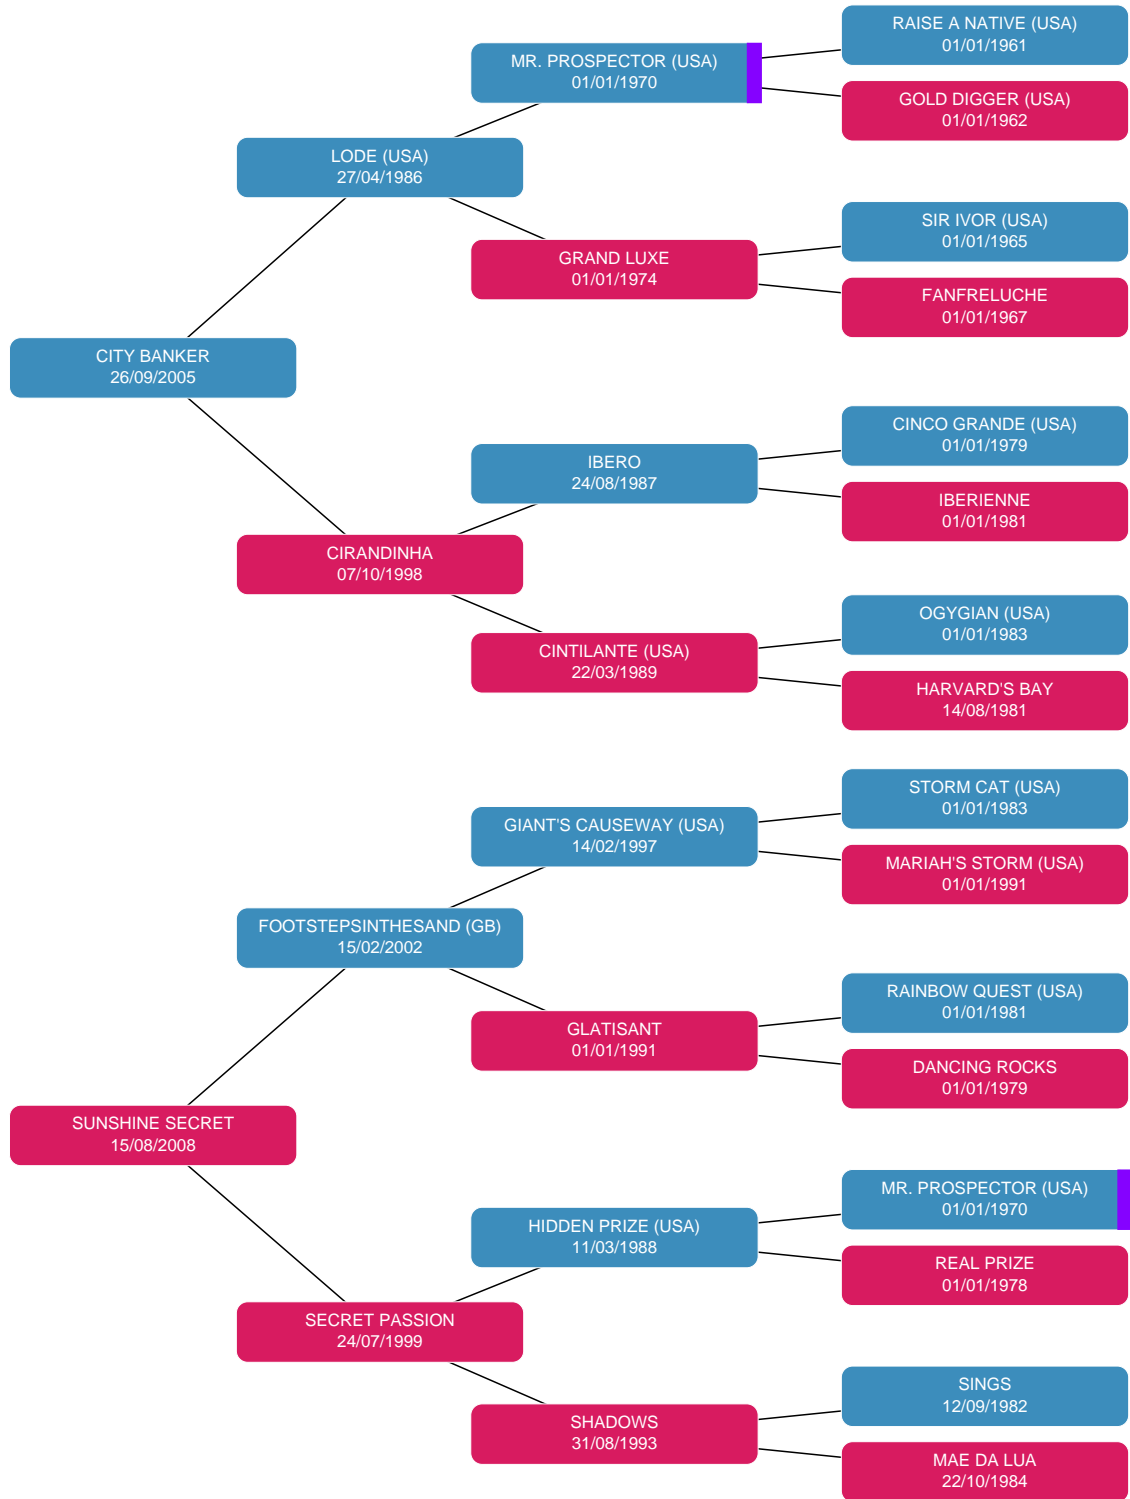 RAISE A NATIVE (USA)
01/01/1961
MR. PROSPECTOR (USA)
01/01/1970
GOLD DIGGER (USA)
01/01/1962
LODE (USA)
27/04/1986
SIR IVOR (USA)
01/01/1965
GRAND LUXE
01/01/1974
FANFRELUCHE
01/01/1967
CITY BANKER
26/09/2005
CINCO GRANDE (USA)
01/01/1979
IBERO
24/08/1987
IBERIENNE
01/01/1981
CIRANDINHA
07/10/1998
OGYGIAN (USA)
01/01/1983
CINTILANTE (USA)
22/03/1989
HARVARD'S BAY
14/08/1981
STORM CAT (USA)
01/01/1983
GIANT'S CAUSEWAY (USA)
14/02/1997
MARIAH'S STORM (USA)
01/01/1991
FOOTSTEPSINTHESAND (GB)
15/02/2002
RAINBOW QUEST (USA)
01/01/1981
GLATISANT
01/01/1991
DANCING ROCKS
01/01/1979
SUNSHINE SECRET
15/08/2008
MR. PROSPECTOR (USA)
01/01/1970
HIDDEN PRIZE (USA)
11/03/1988
REAL PRIZE
01/01/1978
SECRET PASSION
24/07/1999
SINGS
12/09/1982
SHADOWS
31/08/1993
MAE DA LUA
22/10/1984